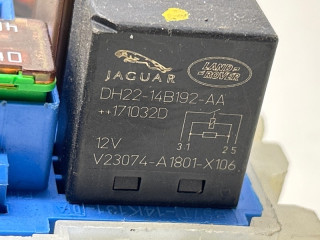 JAGUAR
LAND
ROVER
DH22-14B192-AA
++171032D
12V
31
25
V23074-A1801-X106